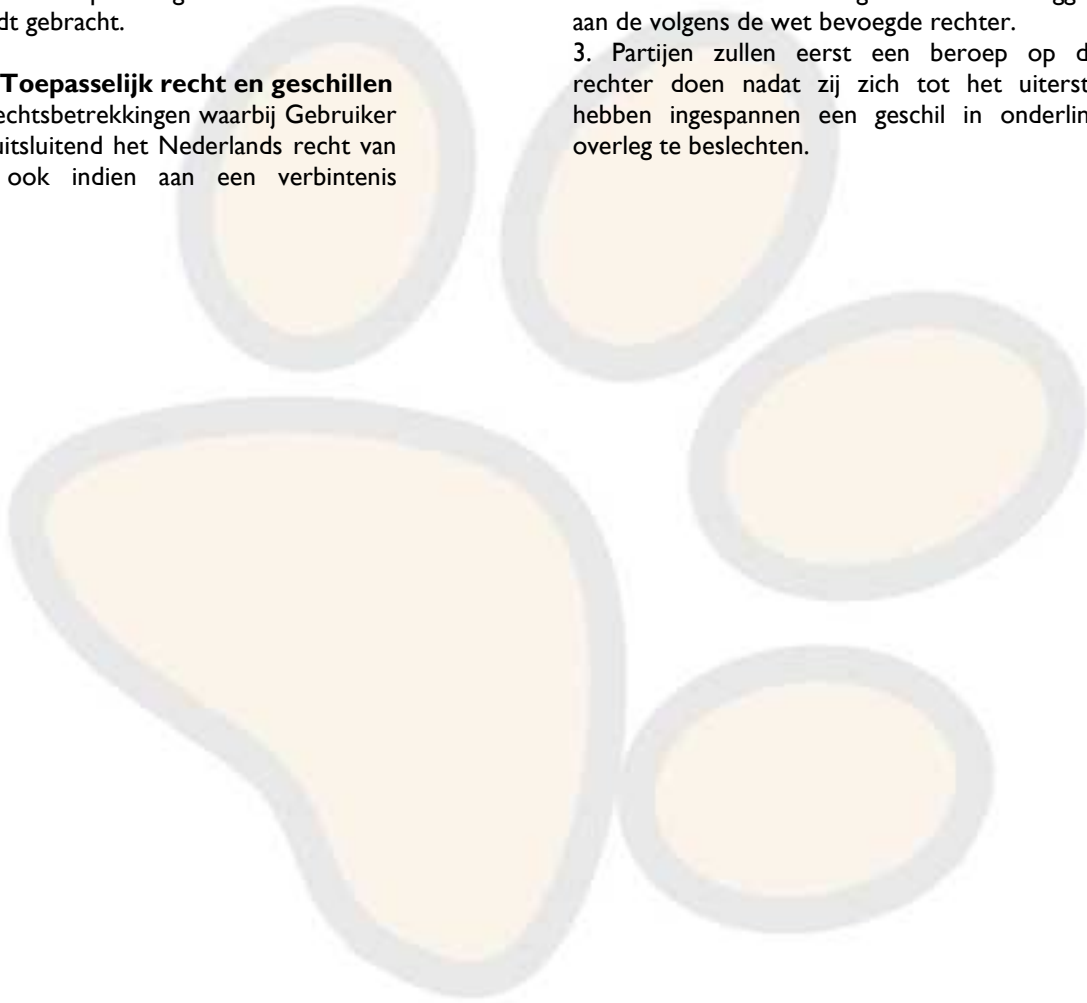 dt gebracht.
Toepasselijk recht en geschillen
echtsbetrekkingen waarbij Gebruiker
uitsluitend het Nederlands recht van
ook indien aan een verbintenis
aan de volgens de wet bevoegde rechter.
3. Partijen zullen eerst een beroep op d
rechter doen nadat zij zich tot het uiterst
hebben ingespannen een geschil in onderlin
overleg te beslechten.